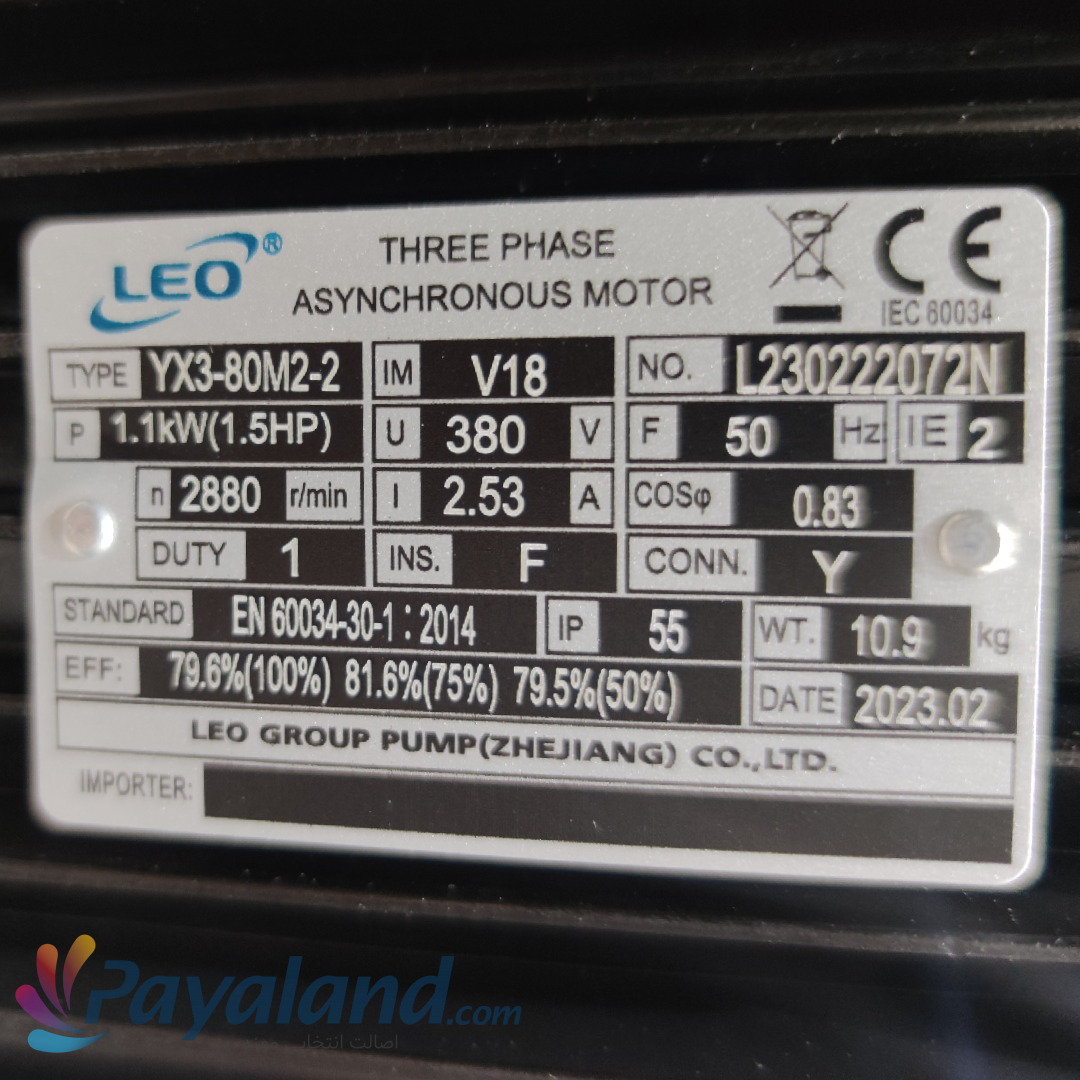 LEO®
THREE PHASE
ASYNCHRONOUS MOTOR
CE
IEC 60034
TYPE YX3-80M2-2 IM V18 NO. L230222072N
P 1.1kW(1.5HP) U 380 V F 50 Hz IE 2
n 2880 r/min I 2.53 A COSφ 0.83
DUTY 1 INS. F CONN. Y
STANDARD EN 60034-30-1 : 2014 IP 55 WT. 10.9 kg
EFF: 79.6%(100%) 81.6%(75%) 79.5%(50%) DATE 2023.02
LEO GROUP PUMP(ZHEJIANG) CO.,LTD.
IMPORTER:
Payaland.com
اصالت انتخاب